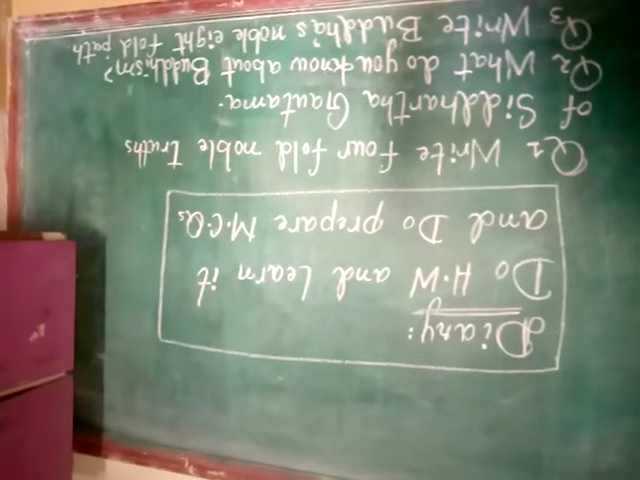 Diary:
Do H.W and Learn it
and Do prepare M.C.Qs
Q1 Write four fold noble truths
of Siddhartha Gautama.
Q2 What do you know about Buddhism?
Q3 Write Buddha's noble eight fold path